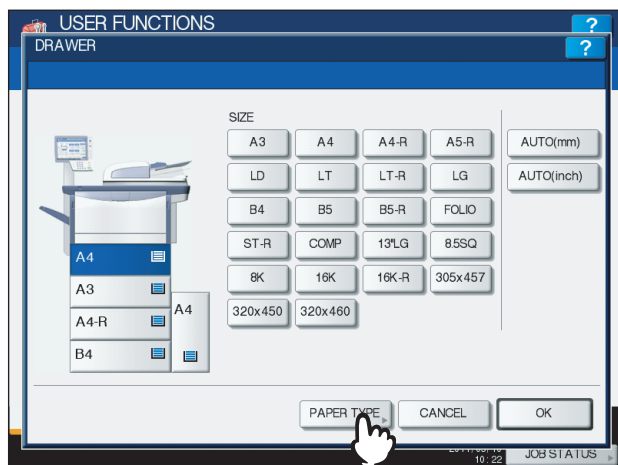 USER FUNCTIONS
?
DRAWER
?
SIZE
A3 A4 A4-R A5-R AUTO(mm)
LD LT LT-R LG AUTO(inch)
B4 B5 B5-R FOLIO
ST-R COMP 13"LG 8.5SQ
8K 16K 16K-R 305x457
320x450 320x460
A4
A3
A4-R
B4
A4
PAPER TYPE CANCEL OK
10:22
JOB STATUS